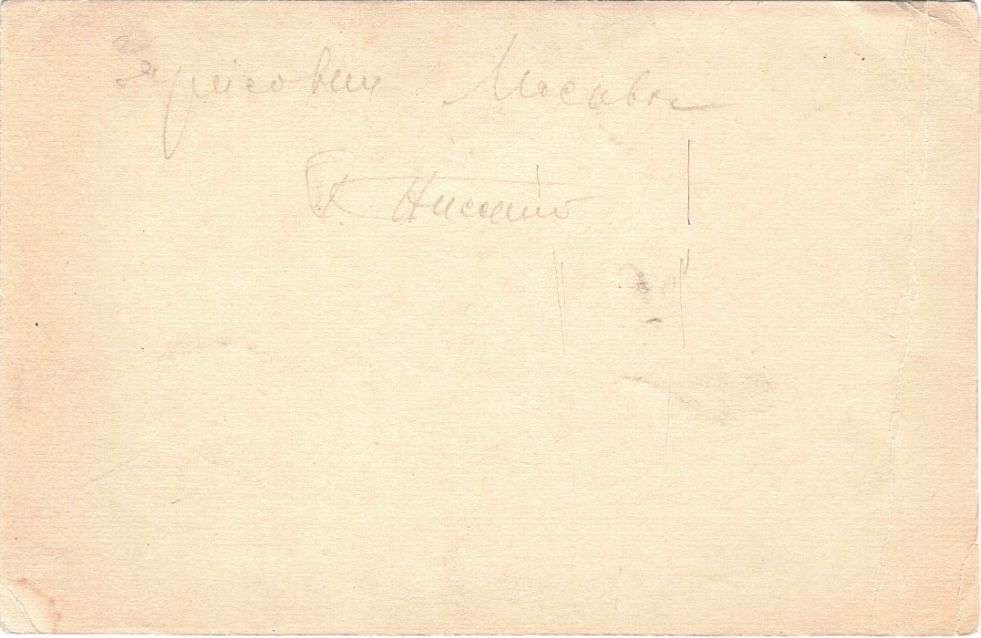 Зарисовки Москвы
Г. Нисский